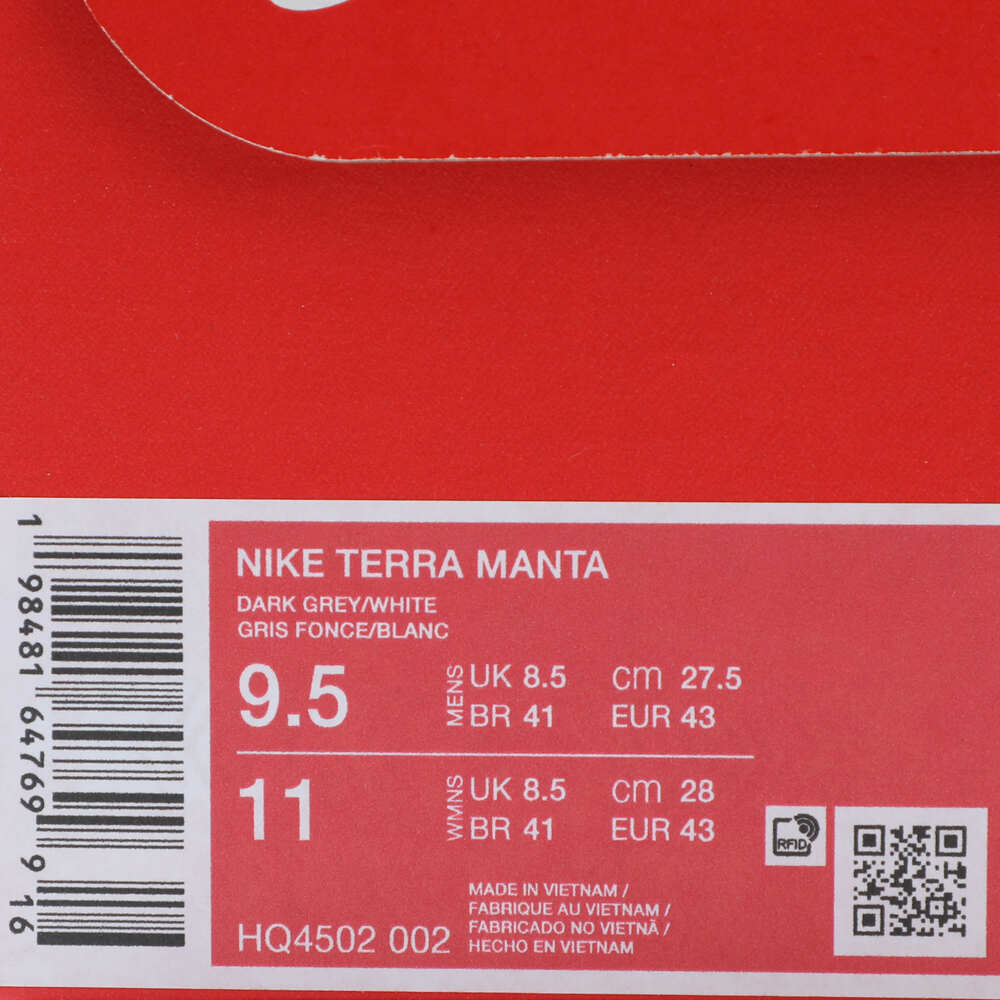 NIKE TERRA MANTA
DARK GREY/WHITE
GRIS FONCE/BLANC
9.5 MENS UK 8.5 cm 27.5
BR 41 EUR 43
11 WMNS UK 8.5 cm 28
BR 41 EUR 43
RFID
HQ4502 002
MADE IN VIETNAM /
FABRIQUE AU VIETNAM /
FABRICADO NO VIETNÃ /
HECHO EN VIETNAM
1 98481 64769 9 16